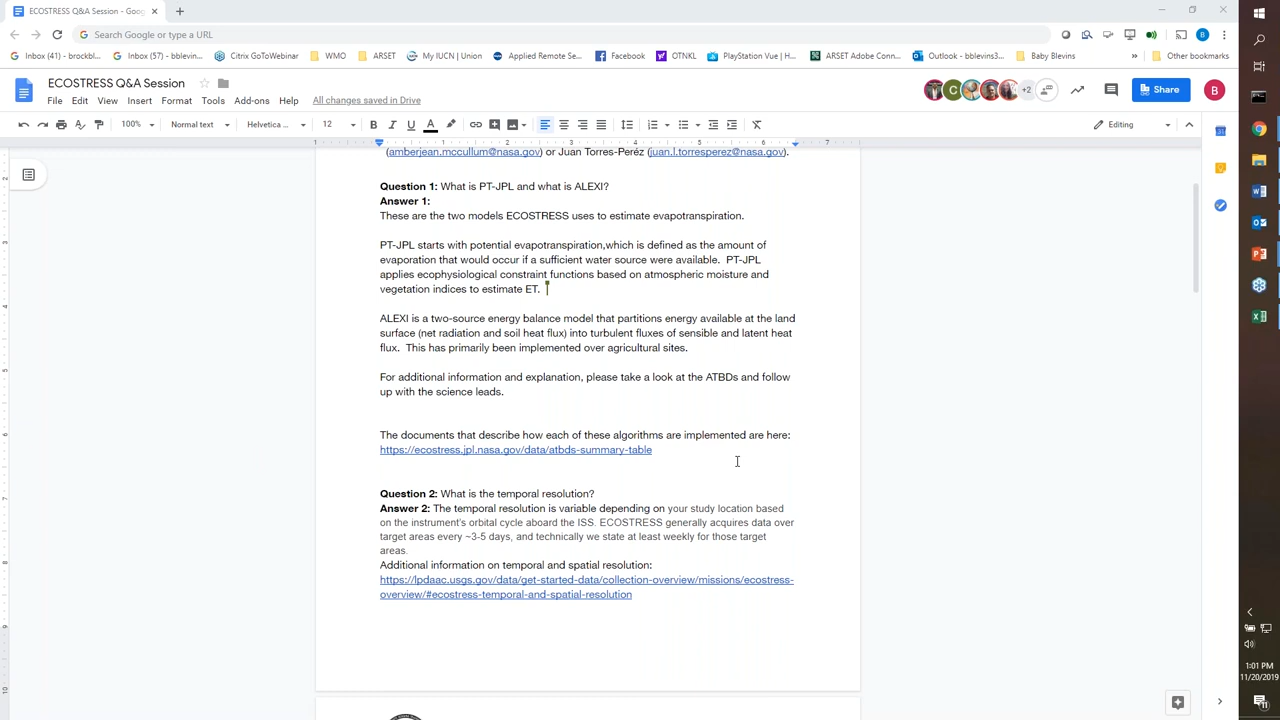 ECOSTRESS Q&A Session - Goog
Search Google or type a URL
Inbox (41) - brockbl...
Inbox (57) - bblevin...
Citrix GoToWebinar
WMO
ARSET
My IUCN | Union
Applied Remote Se...
Facebook
OTNKL
PlayStation Vue | H...
ARSET Adobe Conn...
Outlook - bblevins3...
Baby Blevins
»
Other bookmarks
ECOSTRESS Q&A Session
File Edit View Insert Format Tools Add-ons Help All changes saved in Drive
+2
Share
B
100% Normal text Helvetica ... 12 B I U A Editing
1 1 2 3 4 5 6 7
(amberjean.mccullum@nasa.gov) or Juan Torres-Peréz (juan.l.torresperez@nasa.gov).
Question 1: What is PT-JPL and what is ALEXI?
Answer 1:
These are the two models ECOSTRESS uses to estimate evapotranspiration.
PT-JPL starts with potential evapotranspiration,which is defined as the amount of
evaporation that would occur if a sufficient water source were available.  PT-JPL
applies ecophysiological constraint functions based on atmospheric moisture and
vegetation indices to estimate ET.
ALEXI is a two-source energy balance model that partitions energy available at the land
surface (net radiation and soil heat flux) into turbulent fluxes of sensible and latent heat
flux.  This has primarily been implemented over agricultural sites.
For additional information and explanation, please take a look at the ATBDs and follow
up with the science leads.
The documents that describe how each of these algorithms are implemented are here:
https://ecostress.jpl.nasa.gov/data/atbds-summary-table
Question 2: What is the temporal resolution?
Answer 2: The temporal resolution is variable depending on your study location based
on the instrument's orbital cycle aboard the ISS. ECOSTRESS generally acquires data over
target areas every ~3-5 days, and technically we state at least weekly for those target
areas.
Additional information on temporal and spatial resolution:
https://lpdaac.usgs.gov/data/get-started-data/collection-overview/missions/ecostress-
overview/#ecostress-temporal-and-spatial-resolution
1:01 PM
11/20/2019